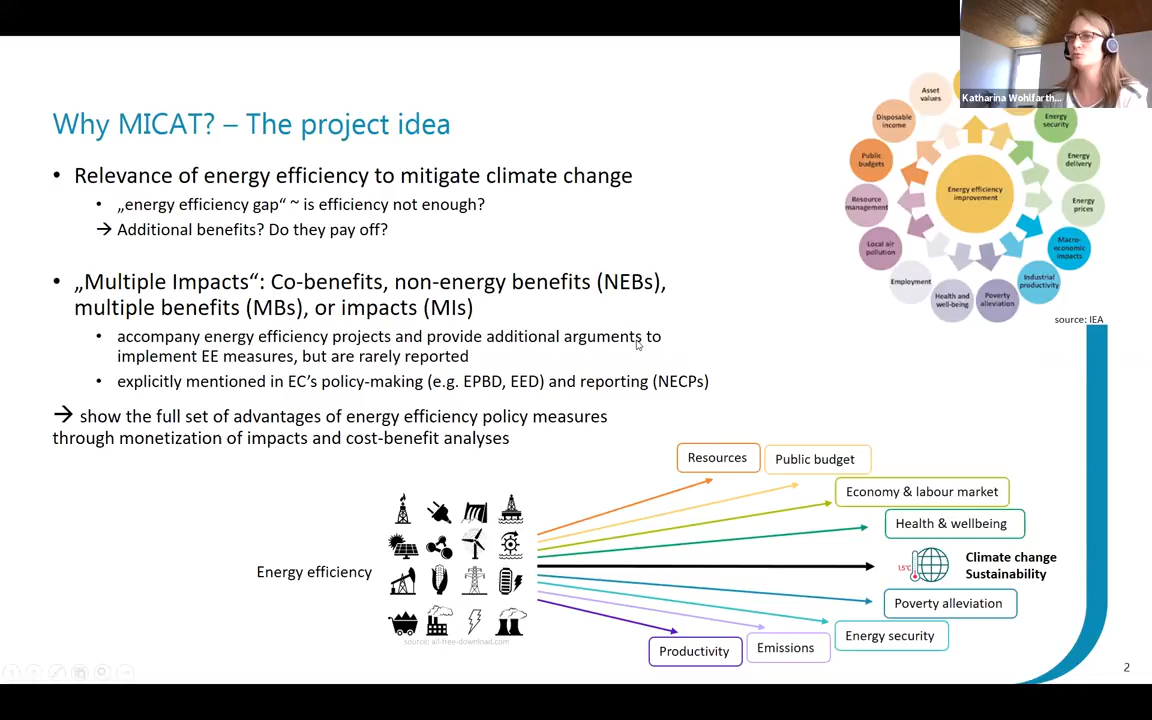 Katharina Wohlfarth...
Why MICAT? – The project idea
• Relevance of energy efficiency to mitigate climate change
• „energy efficiency gap“ ~ is efficiency not enough?
→ Additional benefits? Do they pay off?
• „Multiple Impacts“: Co-benefits, non-energy benefits (NEBs),
multiple benefits (MBs), or impacts (MIs)
• accompany energy efficiency projects and provide additional arguments to
implement EE measures, but are rarely reported
• explicitly mentioned in EC’s policy-making (e.g. EPBD, EED) and reporting (NECPs)
→ show the full set of advantages of energy efficiency policy measures
through monetization of impacts and cost-benefit analyses
Asset
values
Disposable
income
Public
budgets
Resource
management
Local air
pollution
Employment
Health and
well-being
Poverty
alleviation
Industrial
productivity
Macro-
economic
impacts
Energy
prices
Energy
delivery
Energy
security
Energy efficiency
improvement
source: IEA
Energy efficiency
source: all-free-download.com
Resources
Public budget
Economy & labour market
Health & wellbeing
1,5°C
Climate change
Sustainability
Poverty alleviation
Energy security
Emissions
Productivity
2